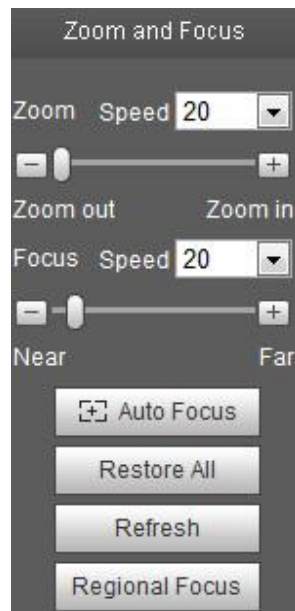 Zoom and Focus
Zoom Speed 20
Zoom out Zoom in
Focus Speed 20
Near Far
Auto Focus
Restore All
Refresh
Regional Focus